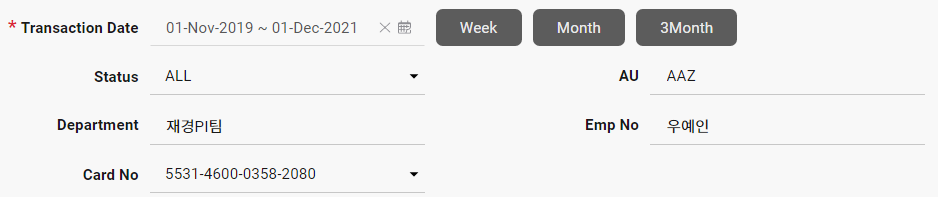 * Transaction Date 01-Nov-2019 ~ 01-Dec-2021 Week Month 3Month
Status ALL AU AAZ
Department 재경PI팀 Emp No 우예인
Card No 5531-4600-0358-2080